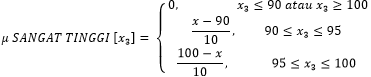 μ SANGAT TINGGI [x₃] = { 0, x₃ ≤ 90 atau x₃ ≥ 100
x − 90 / 10, 90 ≤ x₃ ≤ 95
100 − x / 10, 95 ≤ x₃ ≤ 100